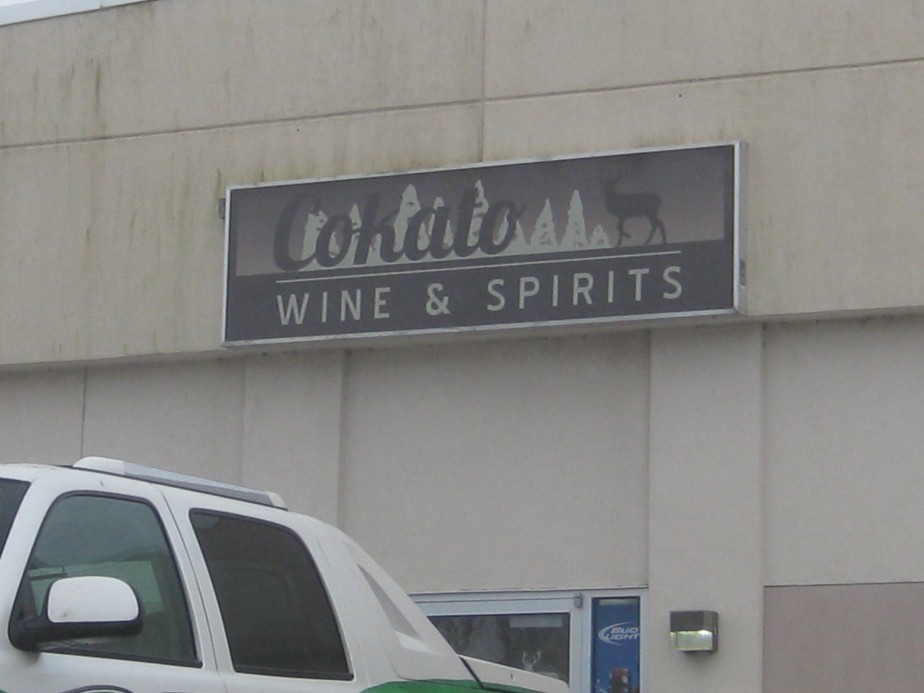 Cokato
WINE & SPIRITS
BUD
LIGHT